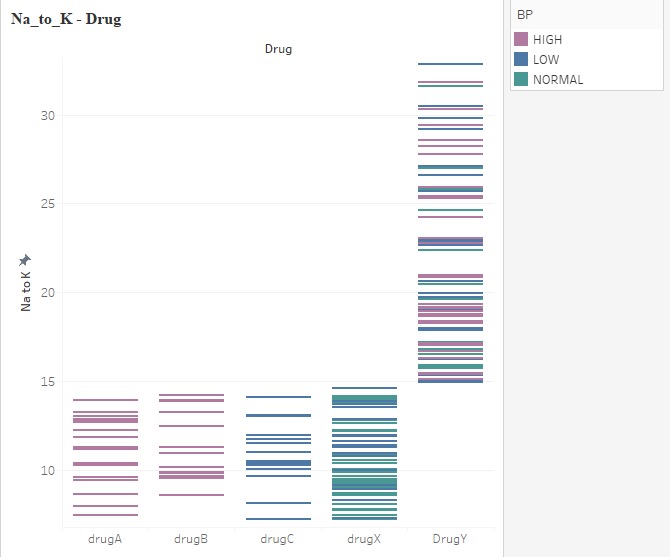 Na_to_K - Drug
Drug
30
25
20
15
10
Na to K
drugA
drugB
drugC
drugX
DrugY
BP
HIGH
LOW
NORMAL